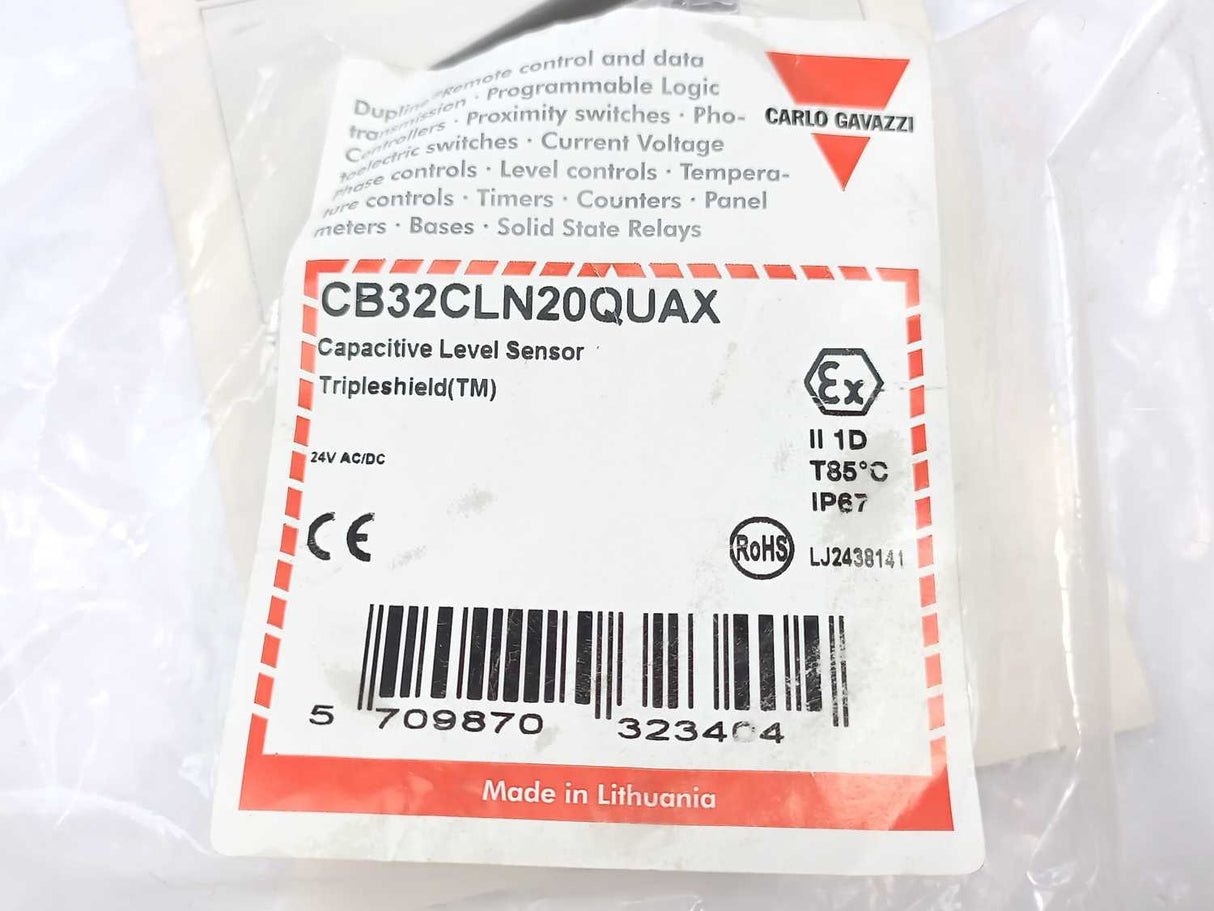 Dupline ® Remote control and data
transmission · Programmable Logic
Controllers · Proximity switches · Pho-
toelectric switches · Current Voltage
Phase controls · Level controls · Tempera-
ture controls · Timers · Counters · Panel
meters · Bases · Solid State Relays
CARLO GAVAZZI
CB32CLN20QUAX
Capacitive Level Sensor
Tripleshield(TM)
24V AC/DC
Ex
II 1D
T85°C
IP67
CE
RoHS
LJ2438141
5 709870 323404
Made in Lithuania